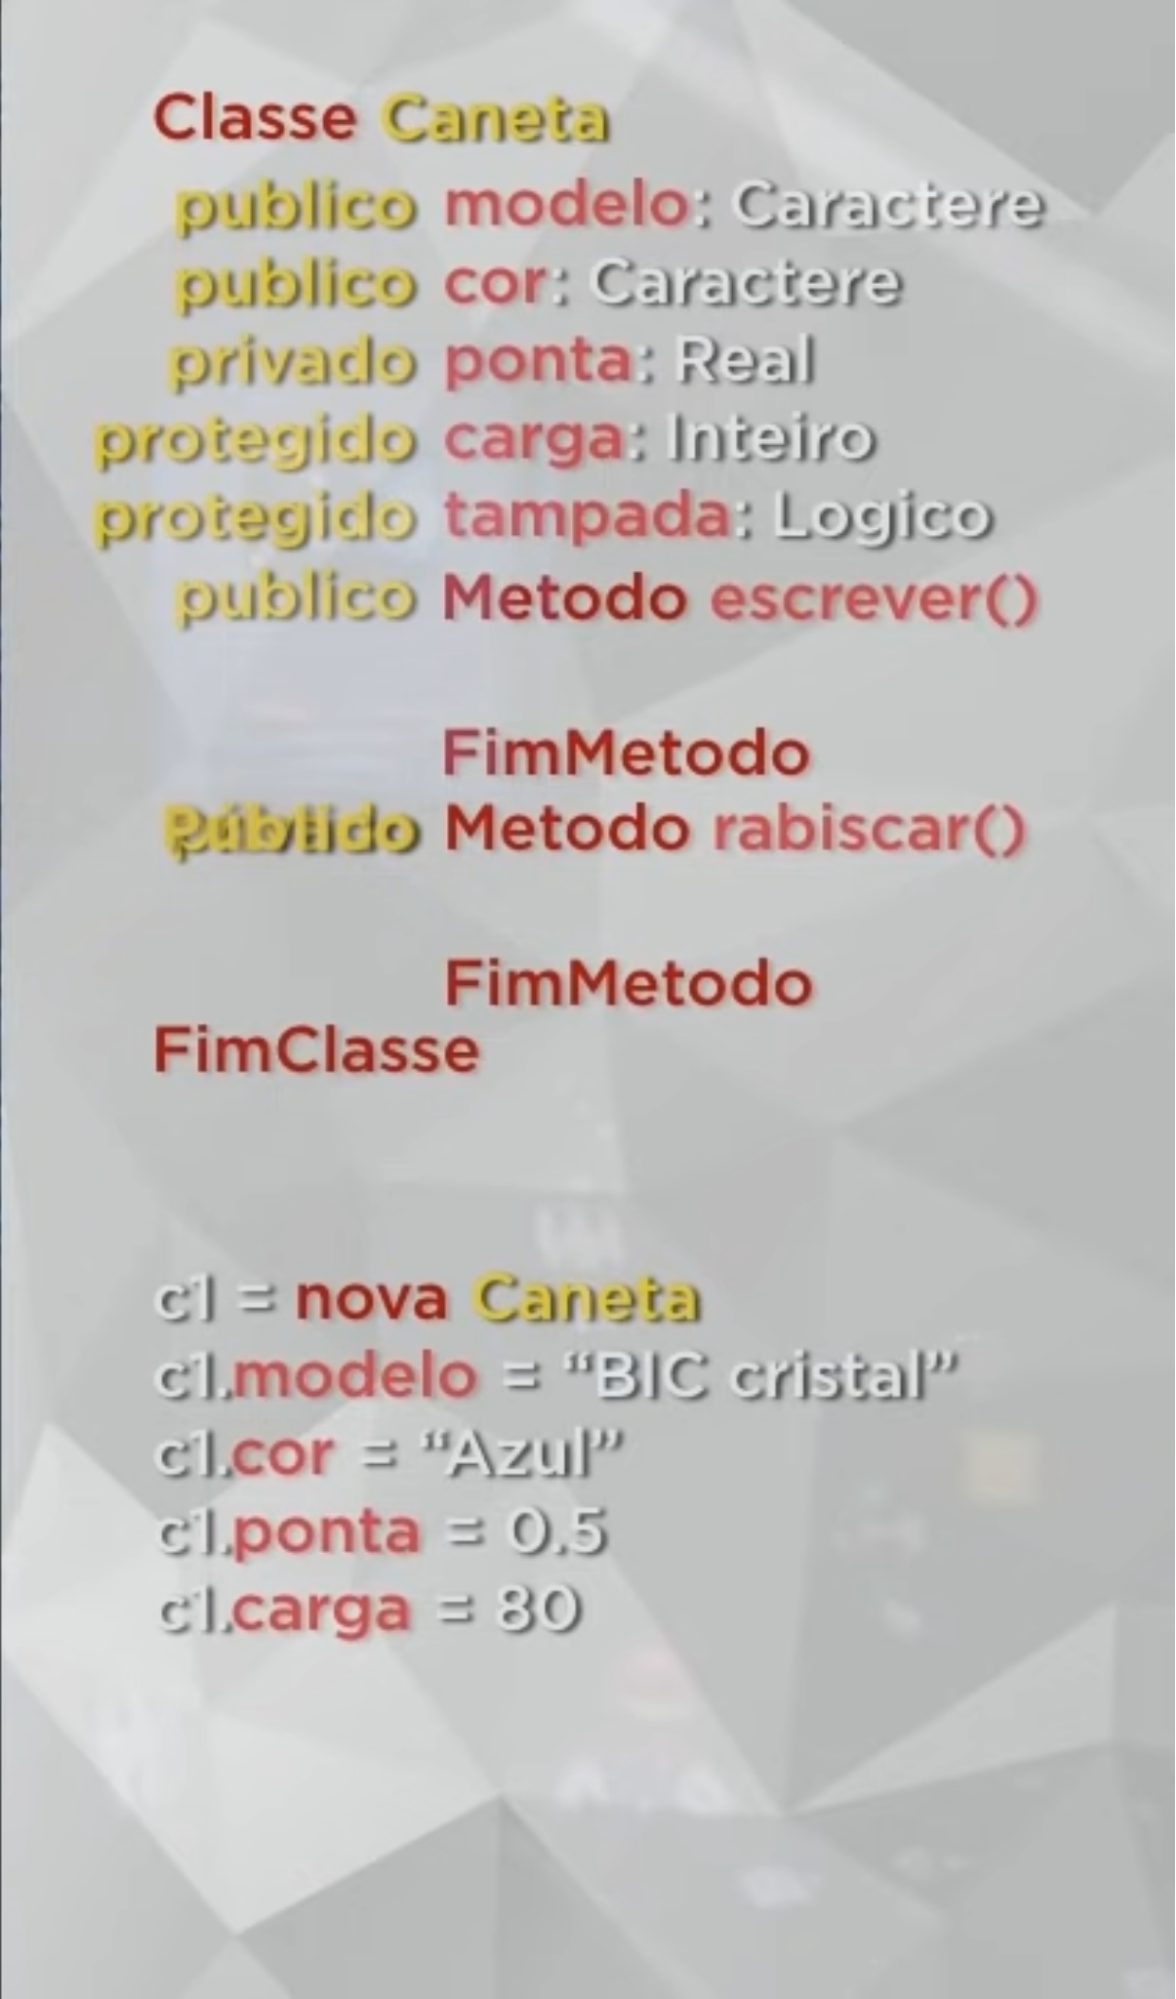 Classe Caneta
publico modelo: Caractere
publico cor: Caractere
privado ponta: Real
protegido carga: Inteiro
protegido tampada: Logico
publico Metodo escrever()
FimMetodo
Metodo rabiscar()
FimMetodo
FimClasse
c1 = nova Caneta
c1.modelo = “BIC cristal”
c1.cor = “Azul”
c1.ponta = 0.5
c1.carga = 80